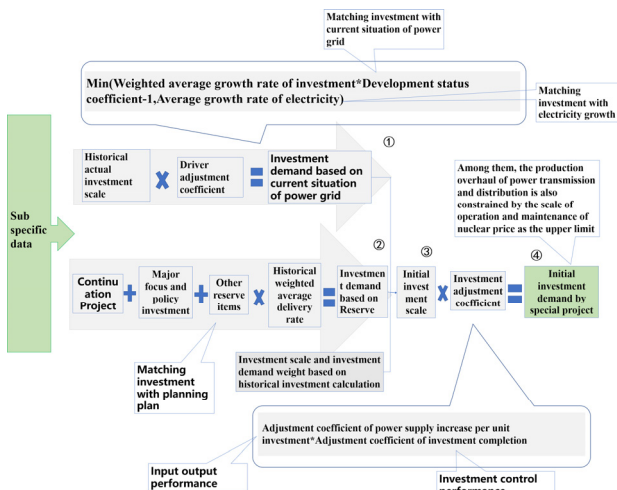 Matching investment with
current situation of power
grid
Min(Weighted average growth rate of investment*Development status
coefficient-1,Average growth rate of electricity)
Matching
investment with
electricity growth
①
Historical
actual
investment
scale
Driver
adjustment
coefficient
Investment
demand based on
current situation
of power grid
Among them, the production
overhaul of power transmission
and distribution is also
constrained by the scale of
operation and maintenance of
nuclear price as the upper limit
Sub
specific
data
②
③
④
Continu
ation
Project
Major
focus and
policy
investment
Other
reserve
items
Historical
weighted
average
delivery
rate
Investmen
t demand
based on
Reserve
Initial
invest
ment
scale
Investment
adjustment
coefficient
Initial
investment
demand by
special project
Matching
investment
with planning
plan
Investment scale and investment
demand weight based on
historical investment calculation
Adjustment coefficient of power supply increase per unit
investment*Adjustment coefficient of investment completion
Input output
performance
Investment control